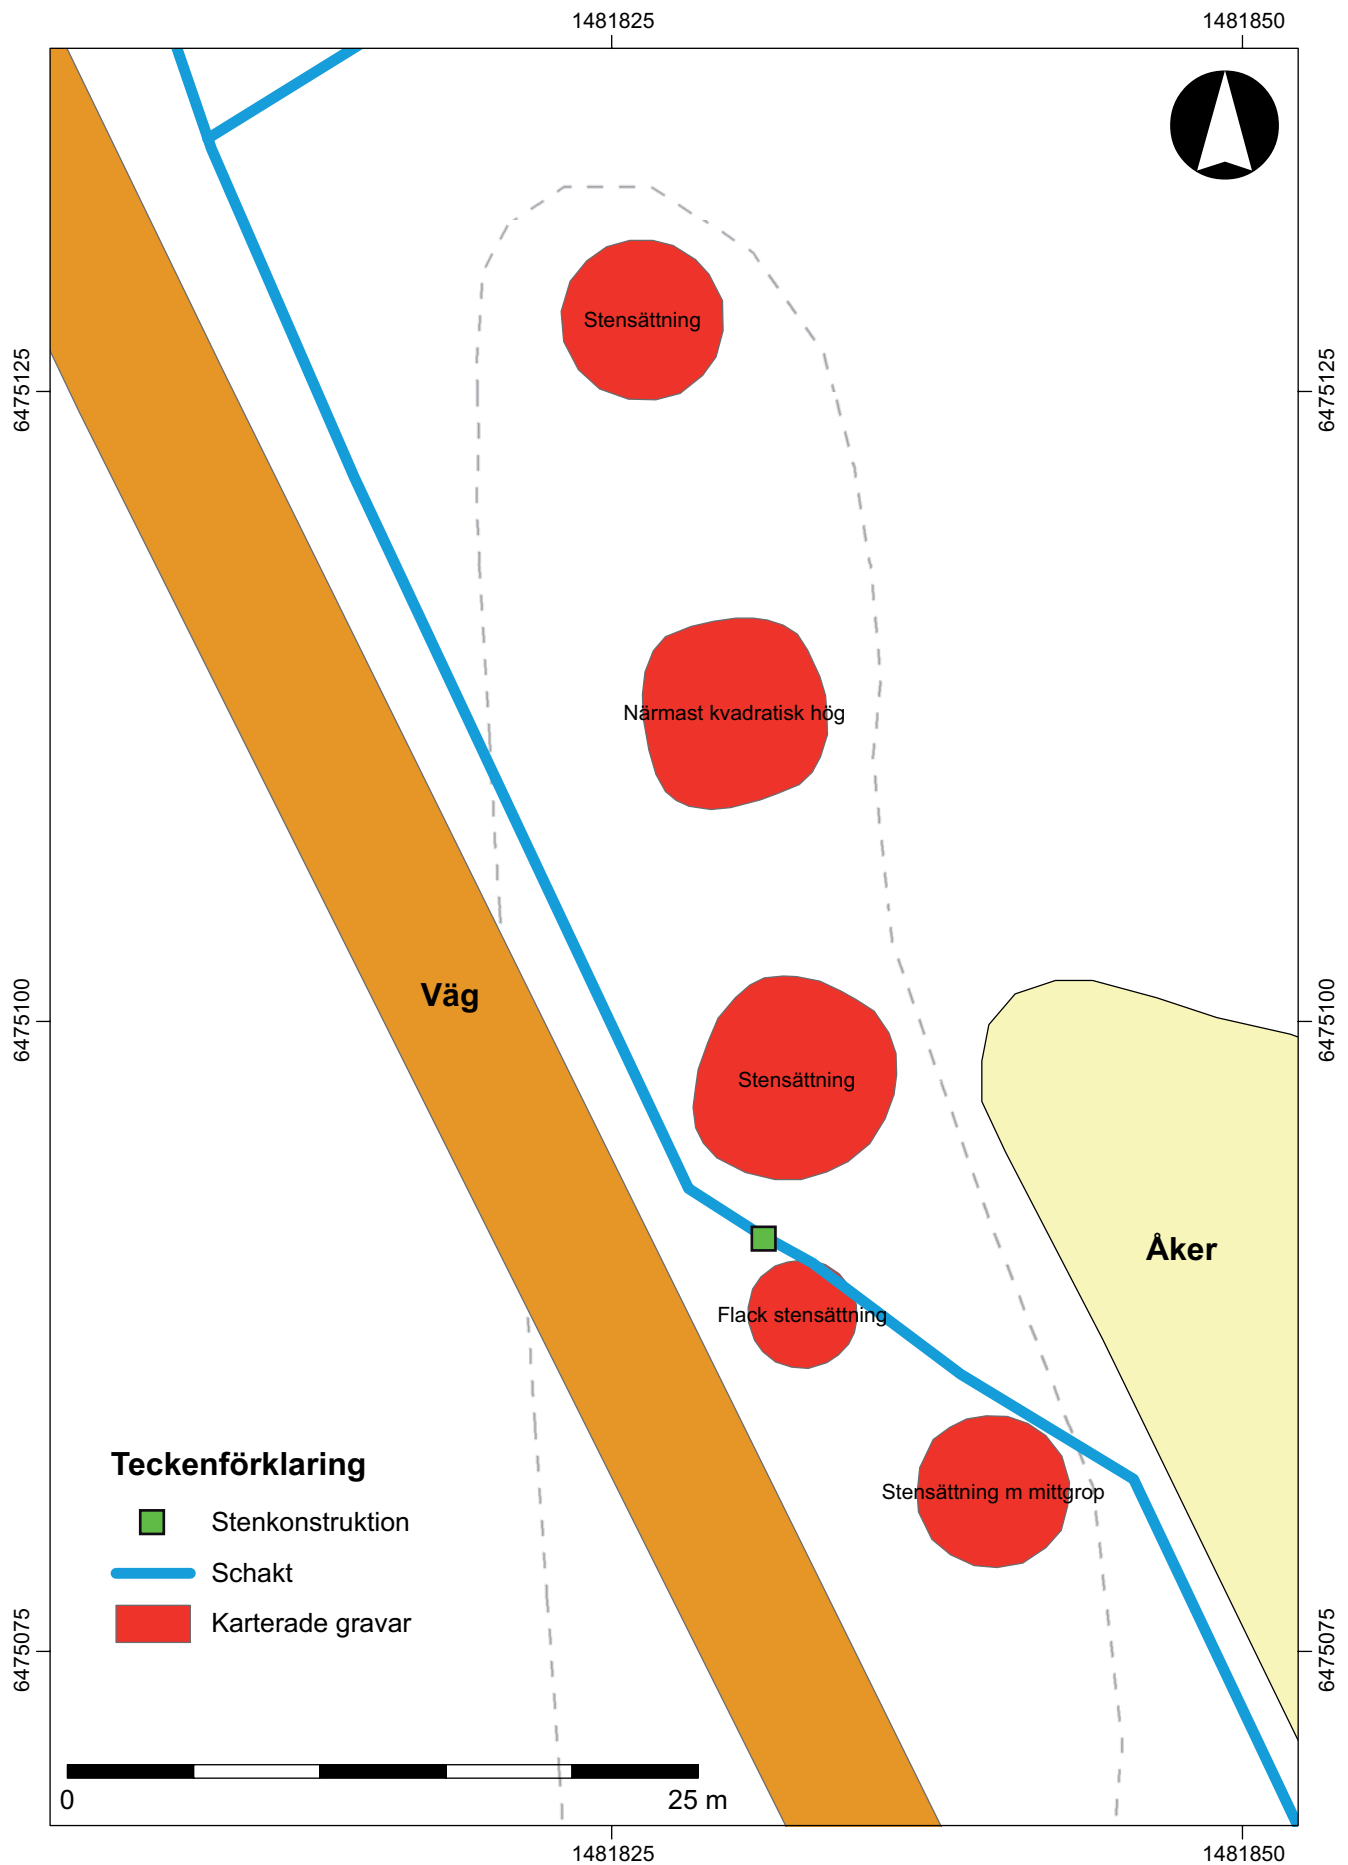 1481825
1481850
Stensättning
6475125
6475125
Närmast kvadratisk hög
Väg
6475100
6475100
Stensättning
Åker
Flack stensättning
Teckenförklaring
Stensättning m mittgrop
Stenkonstruktion
Schakt
Karterade gravar
6475075
6475075
0
25 m
1481825
1481850